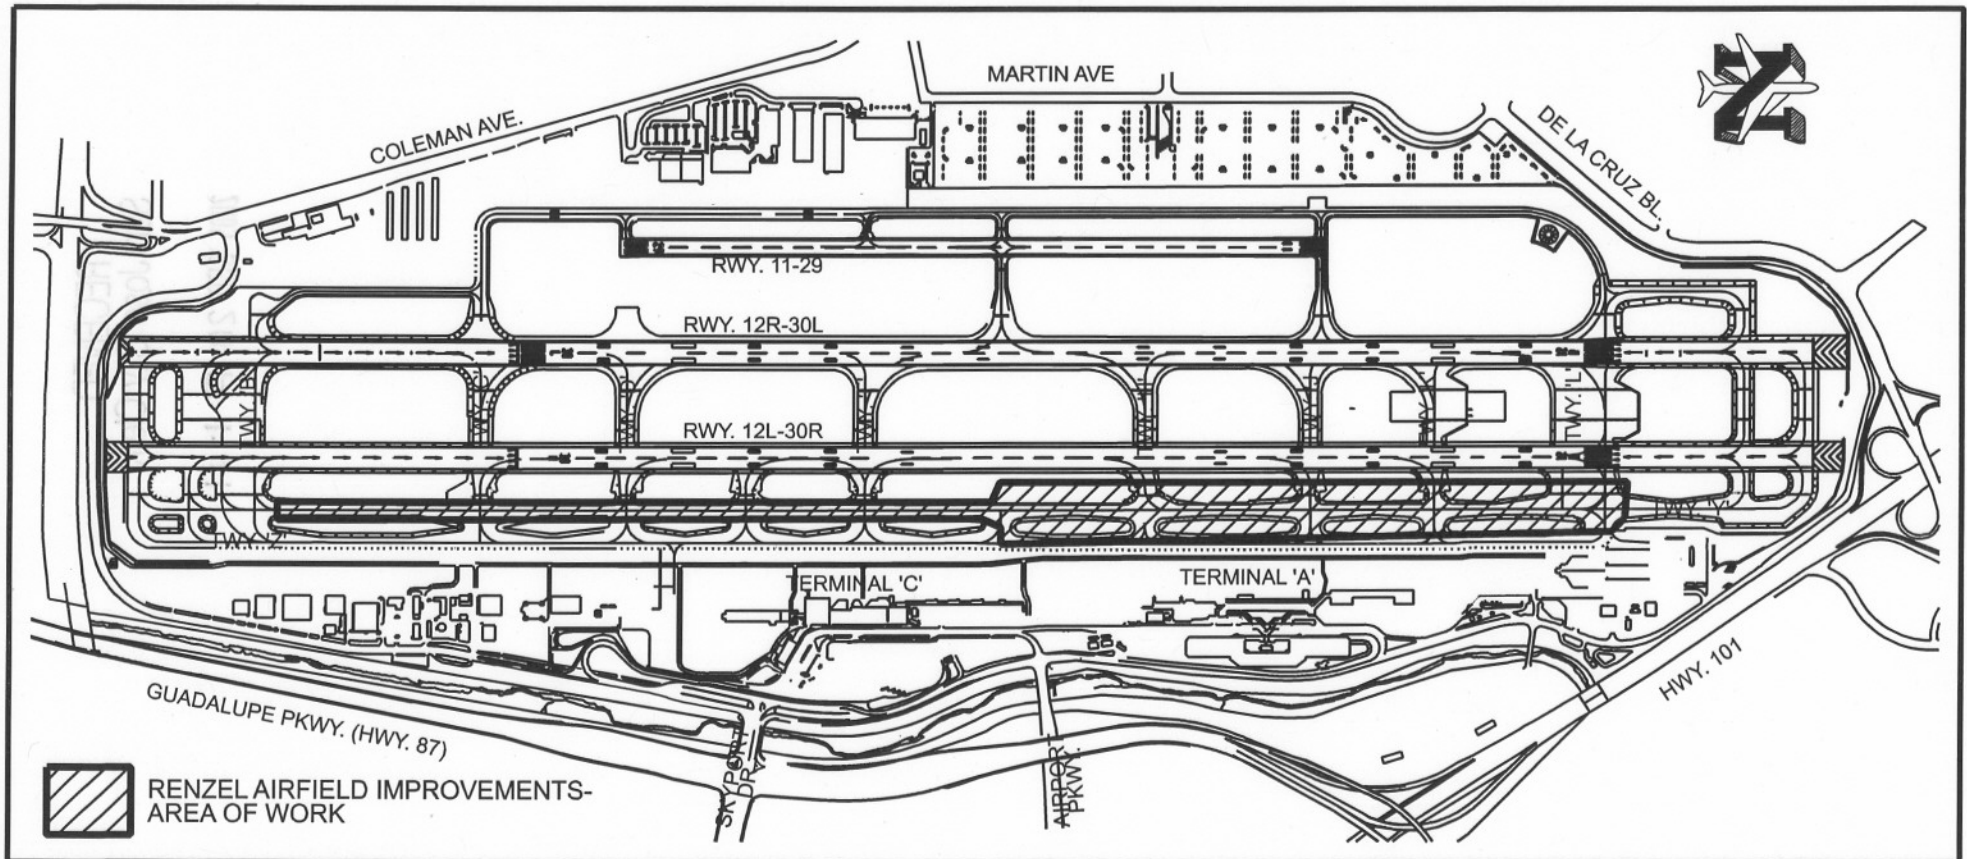 MARTIN AVE
COLEMAN AVE.
DE LA CRUZ BL.
RWY. 11-29
RWY. 12R-30L
RWY. 12L-30R
TWY. 'L'
TWY. 'Y'
TWY. 'Z'
TERMINAL 'C'
TERMINAL 'A'
HWY. 101
GUADALUPE PKWY. (HWY. 87)
SKYPORT
DR.
AIRPORT
PKWY.
RENZEL AIRFIELD IMPROVEMENTS-
AREA OF WORK